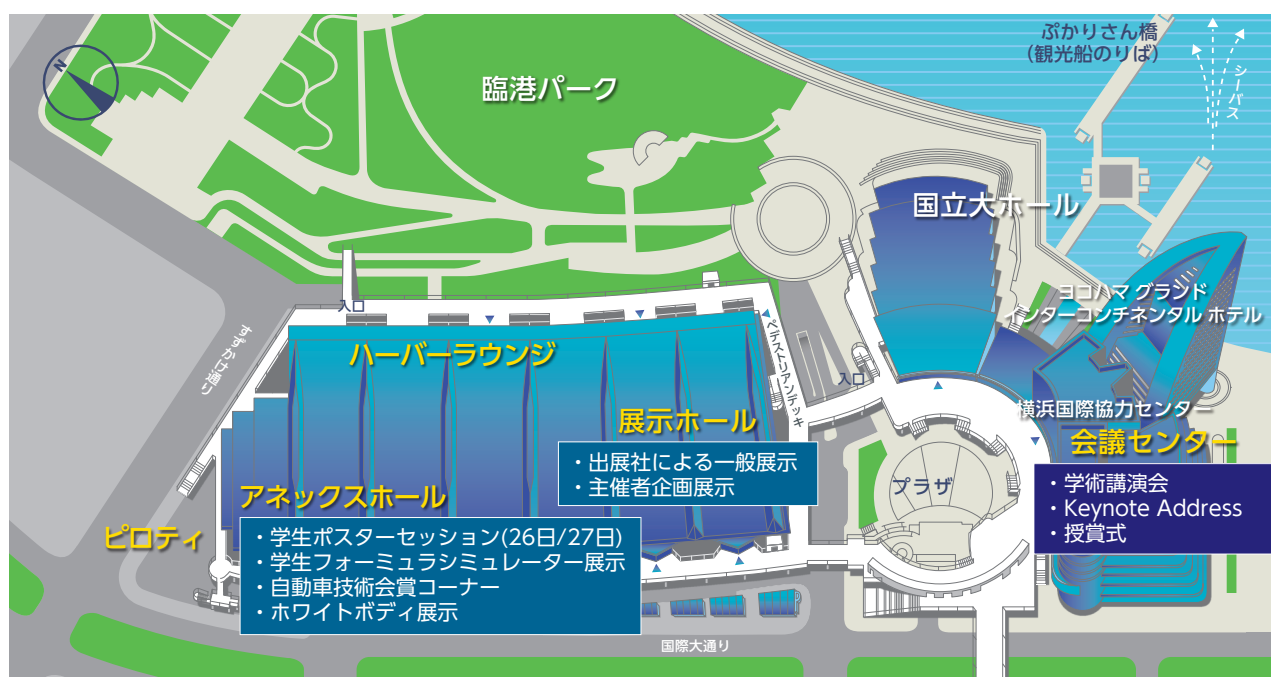 N
ぷかりさん橋
(観光船のりば)
シーバス
臨港パーク
国立大ホール
ヨコハマ グランド
インターコンチネンタル ホテル
入口
すずかけ通り
ハーバーラウンジ
ペデストリアンデッキ
入口
横浜国際協力センター
展示ホール
・出展社による一般展示
・主催者企画展示
会議センター
・学術講演会
・Keynote Address
・授賞式
プラザ
アネックスホール
・学生ポスターセッション(26日/27日)
・学生フォーミュラシミュレーター展示
・自動車技術会賞コーナー
・ホワイトボディ展示
ピロティ
国際大通り